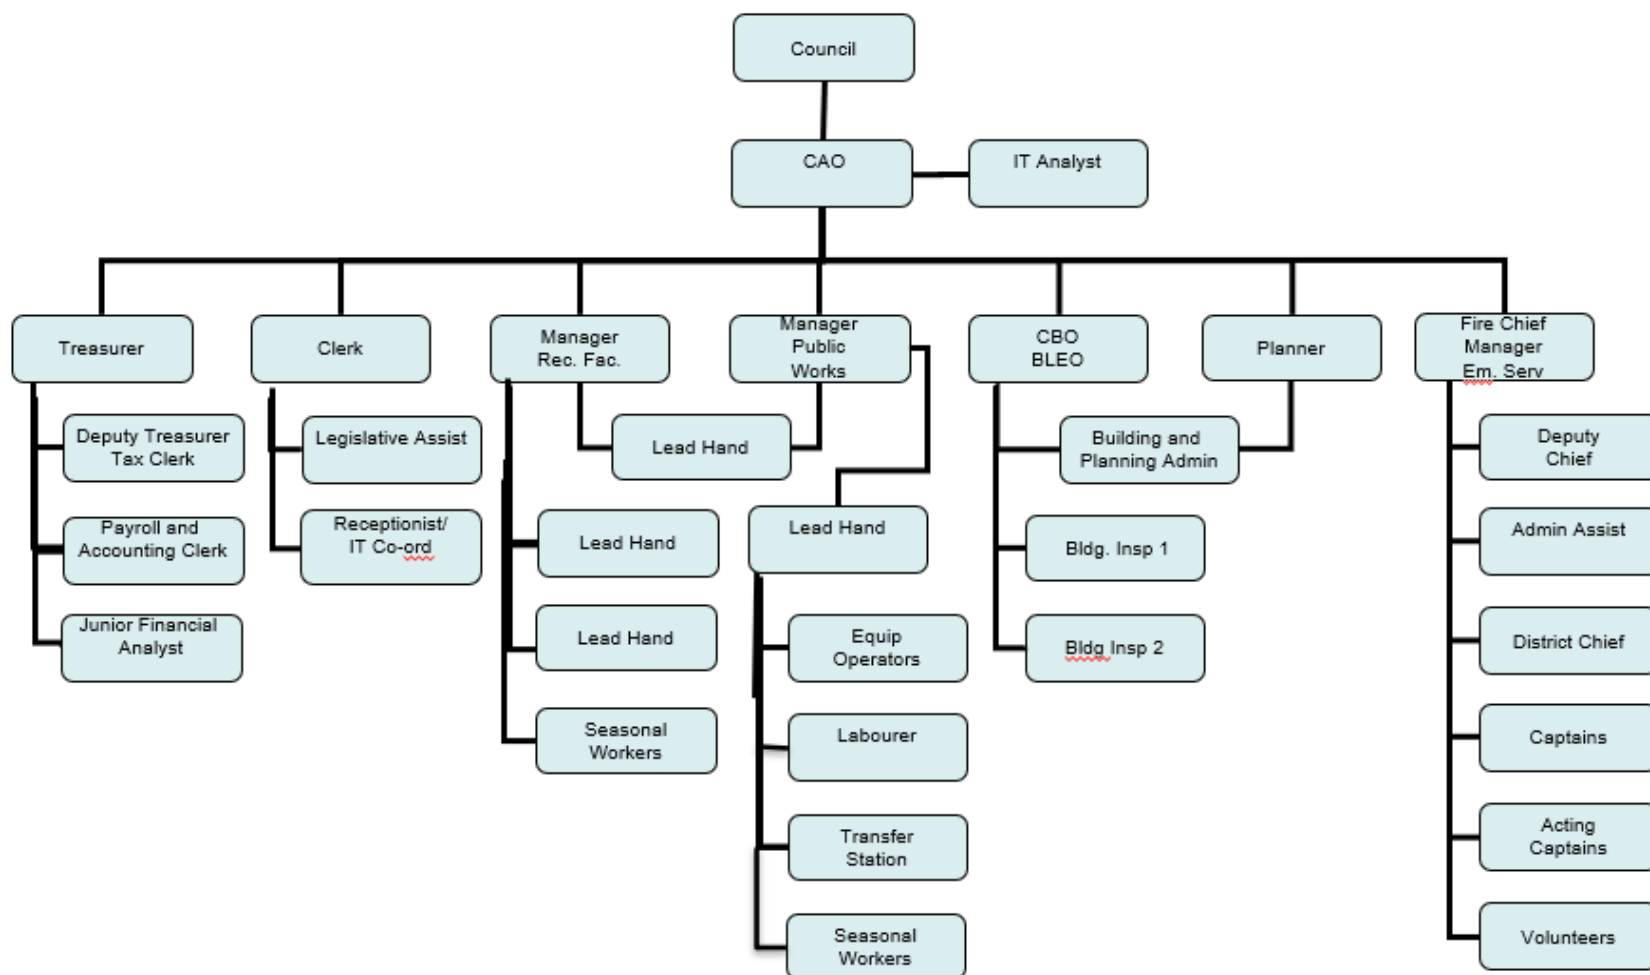 Council
CAO
IT Analyst
Treasurer
Clerk
Manager
Rec. Fac.
Manager
Public
Works
CBO
BLEO
Planner
Fire Chief
Manager
Em. Serv
Deputy Treasurer
Tax Clerk
Legislative Assist
Lead Hand
Building and
Planning Admin
Deputy
Chief
Payroll and
Accounting Clerk
Receptionist/
IT Co-ord
Lead Hand
Lead Hand
Bldg. Insp 1
Admin Assist
Junior Financial
Analyst
Lead Hand
Equip
Operators
Bldg Insp 2
District Chief
Seasonal
Workers
Labourer
Captains
Transfer
Station
Acting
Captains
Seasonal
Workers
Volunteers